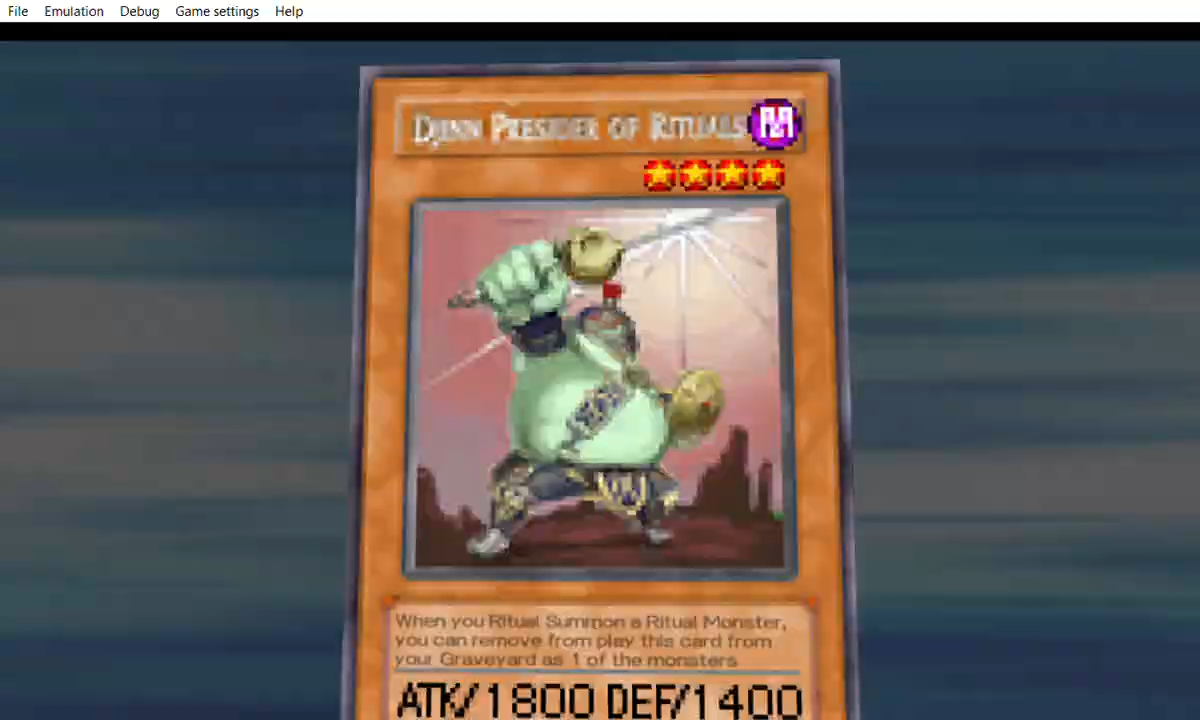 File Emulation Debug Game settings Help
Djinn Presider of Rituals
When you Ritual Summon a Ritual Monster,
you can remove from play this card from
your Graveyard as 1 of the monsters
ATK/1800 DEF/1400